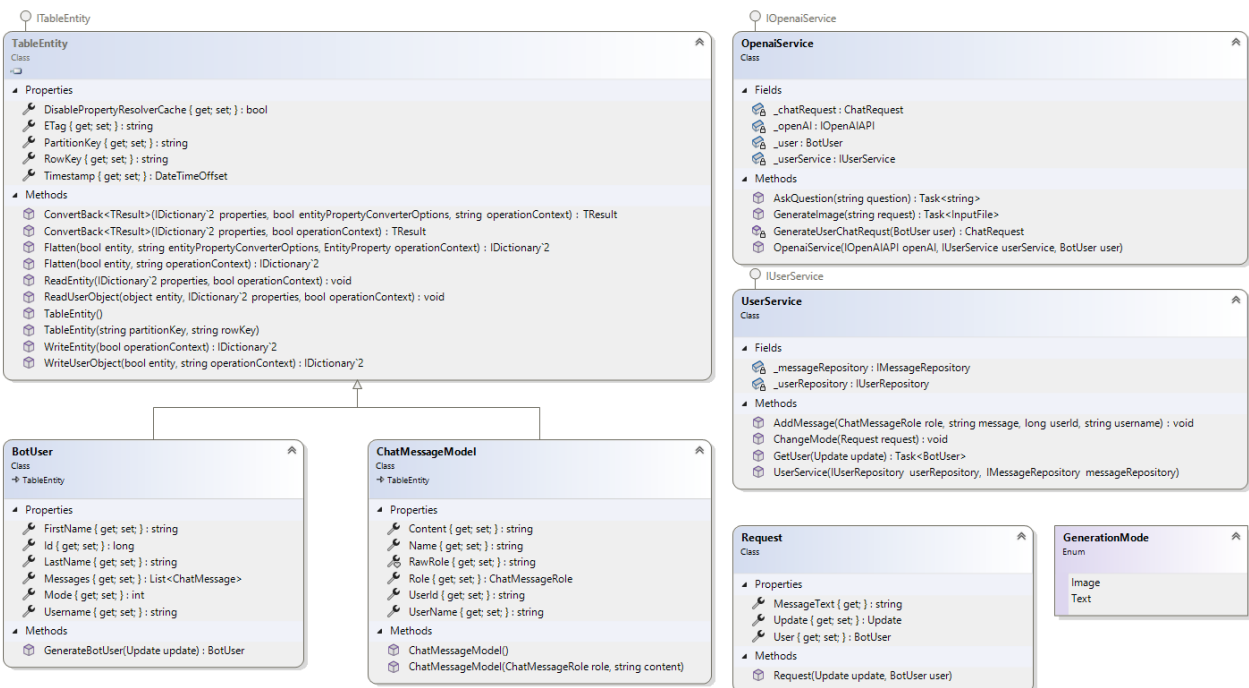 ITableEntity
TableEntity
Class
Properties
DisablePropertyResolverCache { get; set; } : bool
ETag { get; set; } : string
PartitionKey { get; set; } : string
RowKey { get; set; } : string
Timestamp { get; set; } : DateTimeOffset
Methods
ConvertBack<TResult>(IDictionary`2 properties, bool entityPropertyConverterOptions, string operationContext) : TResult
ConvertBack<TResult>(IDictionary`2 properties, bool operationContext) : TResult
Flatten(bool entity, string entityPropertyConverterOptions, EntityProperty operationContext) : IDictionary`2
Flatten(bool entity, string operationContext) : IDictionary`2
ReadEntity(IDictionary`2 properties, bool operationContext) : void
ReadUserObject(object entity, IDictionary`2 properties, bool operationContext) : void
TableEntity()
TableEntity(string partitionKey, string rowKey)
WriteEntity(bool operationContext) : IDictionary`2
WriteUserObject(bool entity, string operationContext) : IDictionary`2
BotUser
Class
TableEntity
Properties
FirstName { get; set; } : string
Id { get; set; } : long
LastName { get; set; } : string
Messages { get; set; } : List<ChatMessage>
Mode { get; set; } : int
Username { get; set; } : string
Methods
GenerateBotUser(Update update) : BotUser
ChatMessageModel
Class
TableEntity
Properties
Content { get; set; } : string
Name { get; set; } : string
RawRole { get; set; } : string
Role { get; set; } : ChatMessageRole
UserId { get; set; } : string
UserName { get; set; } : string
Methods
ChatMessageModel()
ChatMessageModel(ChatMessageRole role, string content)
IOpenaiService
OpenaiService
Class
Fields
_chatRequest : ChatRequest
_openAI : IOpenAIAPI
_user : BotUser
_userService : IUserService
Methods
AskQuestion(string question) : Task<string>
GenerateImage(string request) : Task<InputFile>
GenerateUserChatRequst(BotUser user) : ChatRequest
OpenaiService(IOpenAIAPI openAI, IUserService userService, BotUser user)
IUserService
UserService
Class
Fields
_messageRepository : IMessageRepository
_userRepository : IUserRepository
Methods
AddMessage(ChatMessageRole role, string message, long userId, string username) : void
ChangeMode(Request request) : void
GetUser(Update update) : Task<BotUser>
UserService(IUserRepository userRepository, IMessageRepository messageRepository)
Request
Class
Properties
MessageText { get; } : string
Update { get; set; } : Update
User { get; set; } : BotUser
Methods
Request(Update update, BotUser user)
GenerationMode
Enum
Image
Text